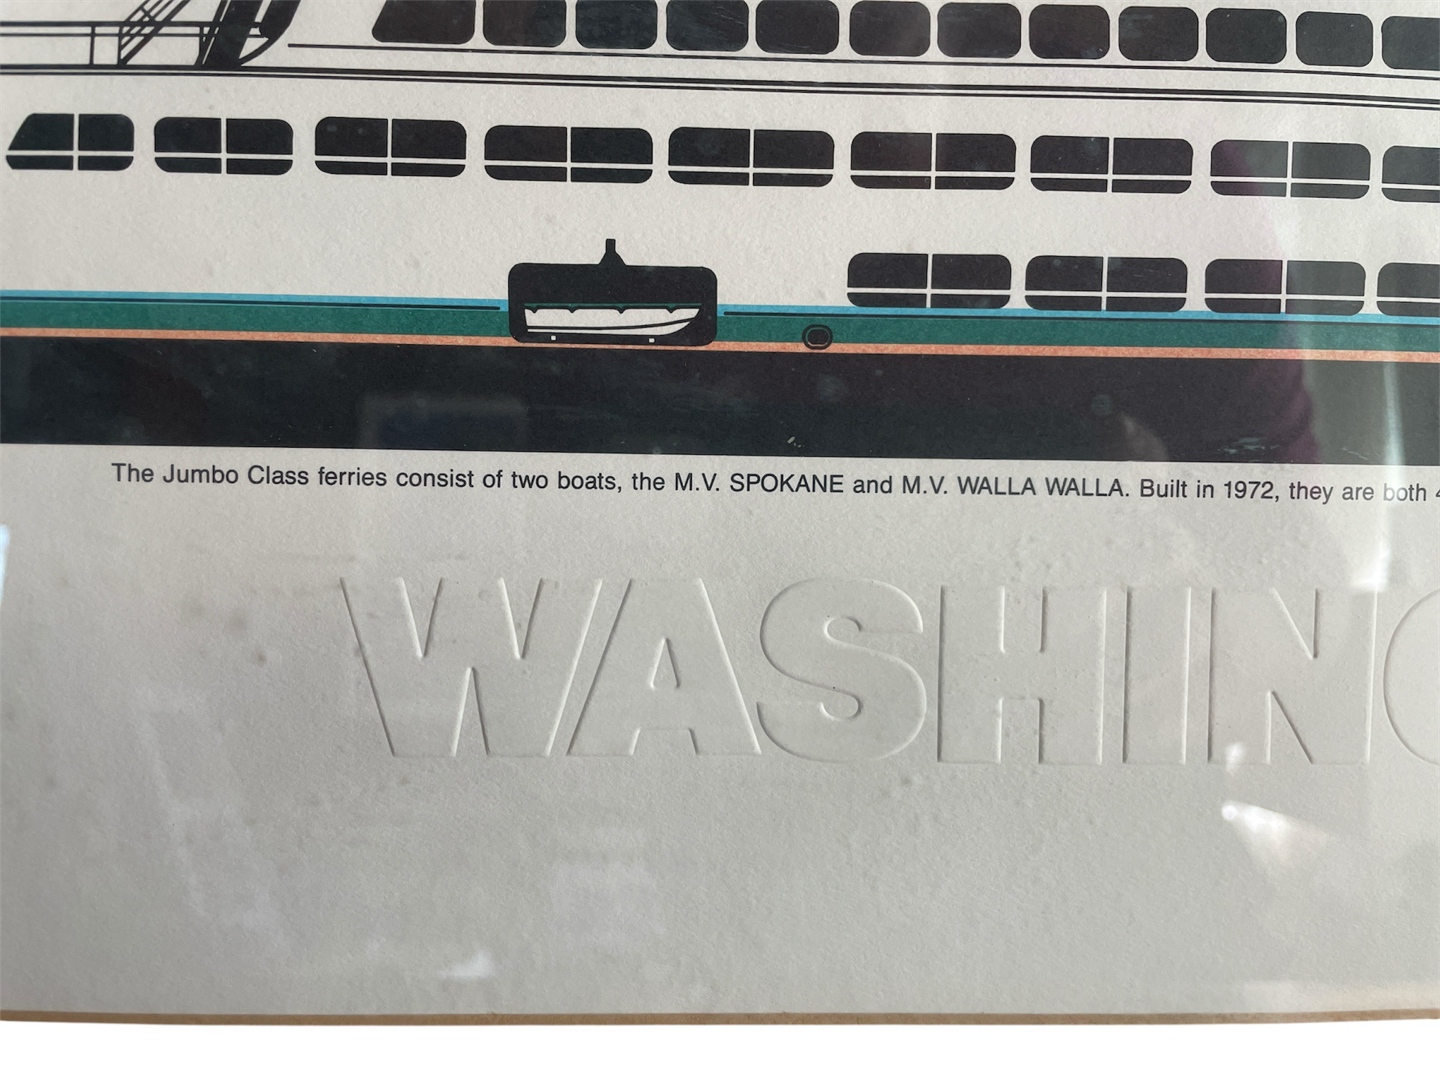 The Jumbo Class ferries consist of two boats, the M.V. SPOKANE and M.V. WALLA WALLA. Built in 1972, they are both
WASHIN